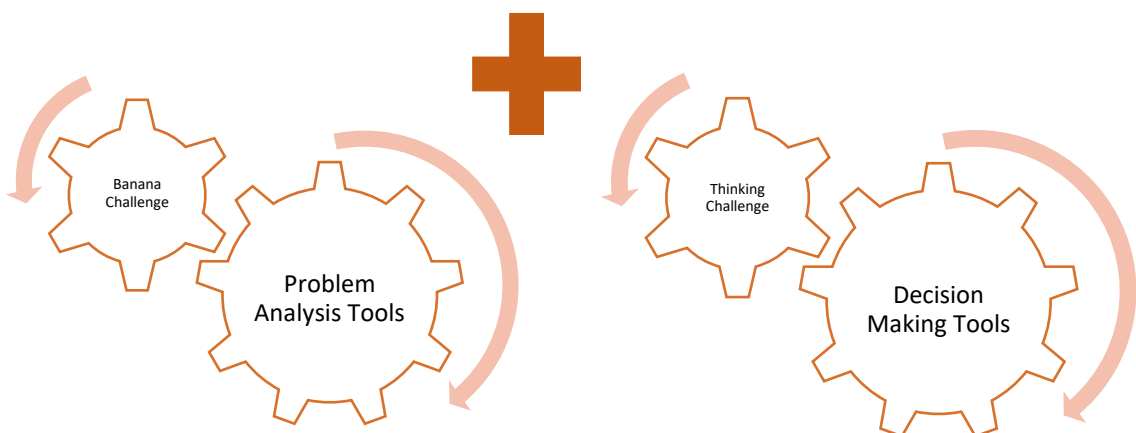 Banana
Challenge
Problem
Analysis Tools
Thinking
Challenge
Decision
Making Tools